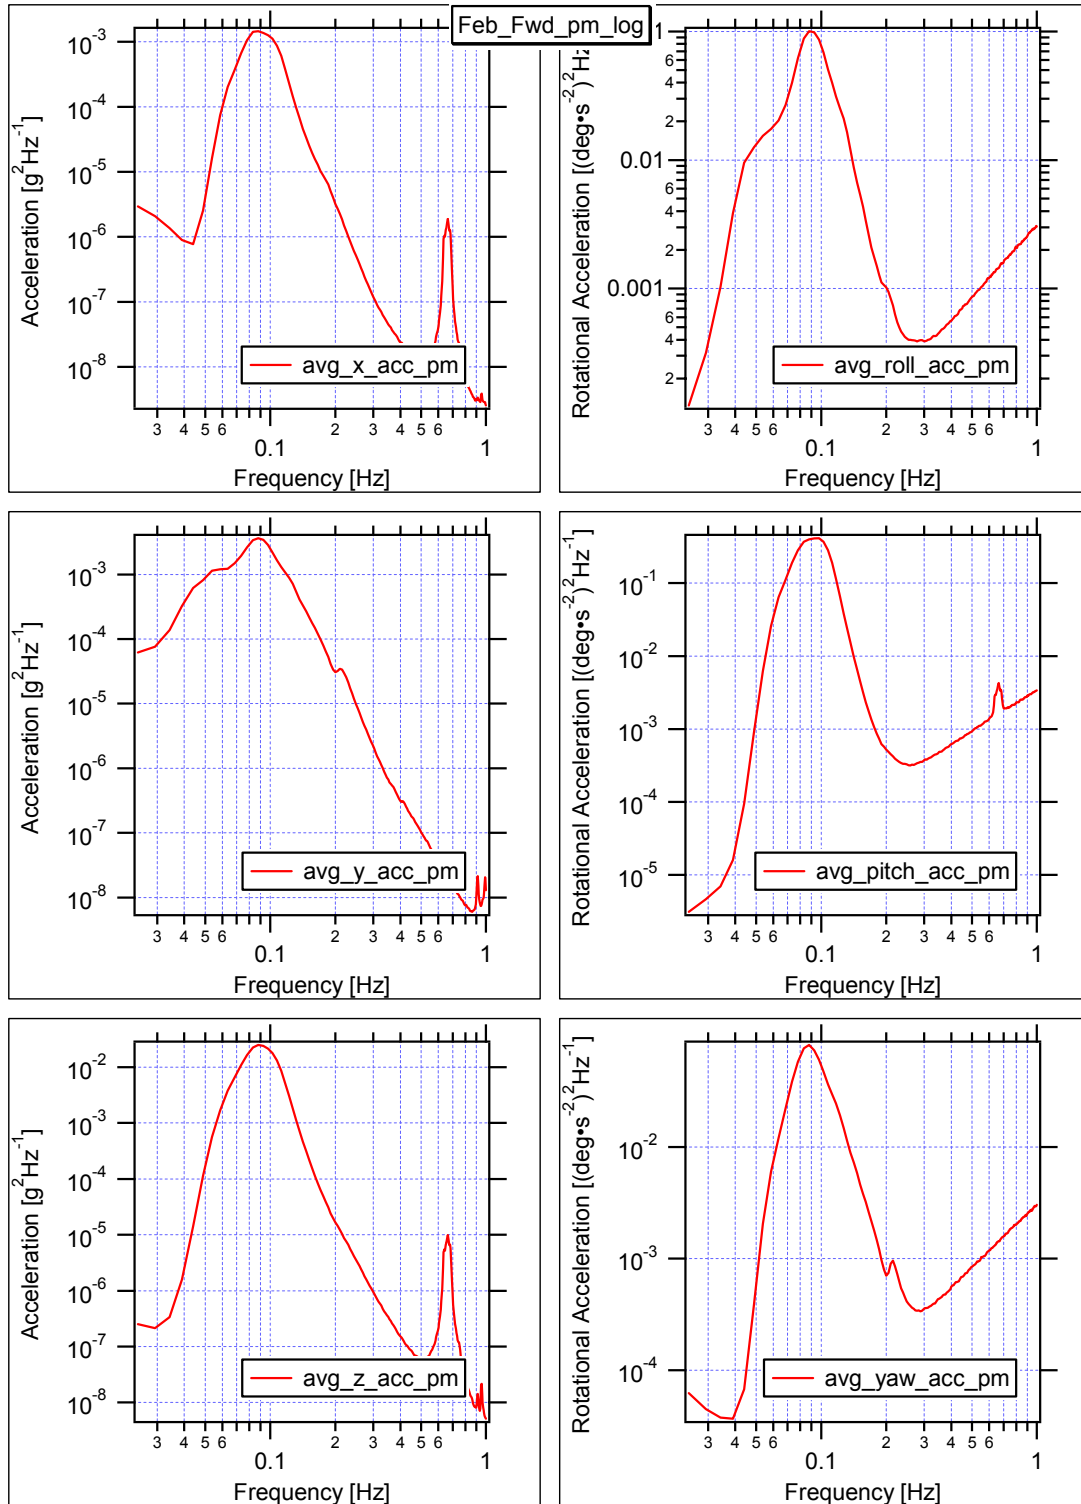 Feb_Fwd_pm_log
Acceleration [g²Hz⁻¹]
10⁻³
10⁻⁴
10⁻⁵
10⁻⁶
10⁻⁷
10⁻⁸
avg_x_acc_pm
3 4 5 6 0.1 2 3 4 5 6 1
Frequency [Hz]
Rotational Acceleration [(deg•s⁻²)²Hz
1
6
4
2
0.01
6
4
2
0.001
6
4
2
avg_roll_acc_pm
3 4 5 6 0.1 2 3 4 5 6 1
Frequency [Hz]
Acceleration [g²Hz⁻¹]
10⁻³
10⁻⁴
10⁻⁵
10⁻⁶
10⁻⁷
10⁻⁸
avg_y_acc_pm
3 4 5 6 0.1 2 3 4 5 6 1
Frequency [Hz]
Rotational Acceleration [(deg•s⁻²)²Hz⁻¹]
10⁻¹
10⁻²
10⁻³
10⁻⁴
10⁻⁵
avg_pitch_acc_pm
3 4 5 6 0.1 2 3 4 5 6 1
Frequency [Hz]
Acceleration [g²Hz⁻¹]
10⁻²
10⁻³
10⁻⁴
10⁻⁵
10⁻⁶
10⁻⁷
10⁻⁸
avg_z_acc_pm
3 4 5 6 0.1 2 3 4 5 6 1
Frequency [Hz]
Rotational Acceleration [(deg•s⁻²)²Hz⁻¹]
10⁻²
10⁻³
10⁻⁴
avg_yaw_acc_pm
3 4 5 6 0.1 2 3 4 5 6 1
Frequency [Hz]